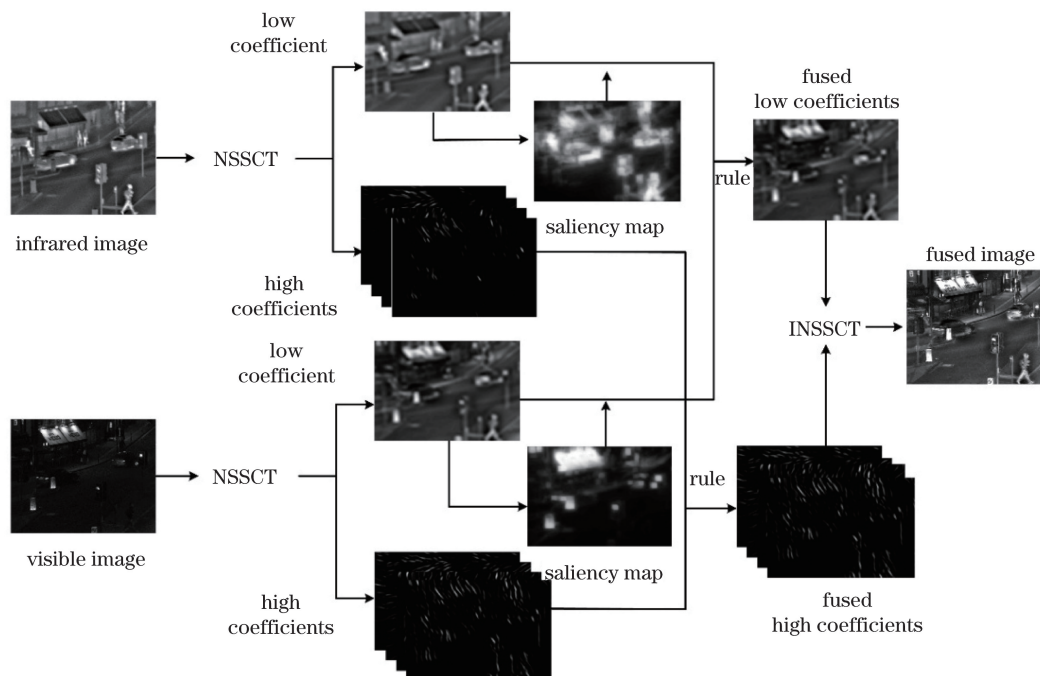 low
coefficient
infrared image
NSSCT
saliency map
high
coefficients
rule
fused
low coefficients
fused image
INSSCT
low
coefficient
visible image
NSSCT
saliency map
high
coefficients
rule
fused
high coefficients